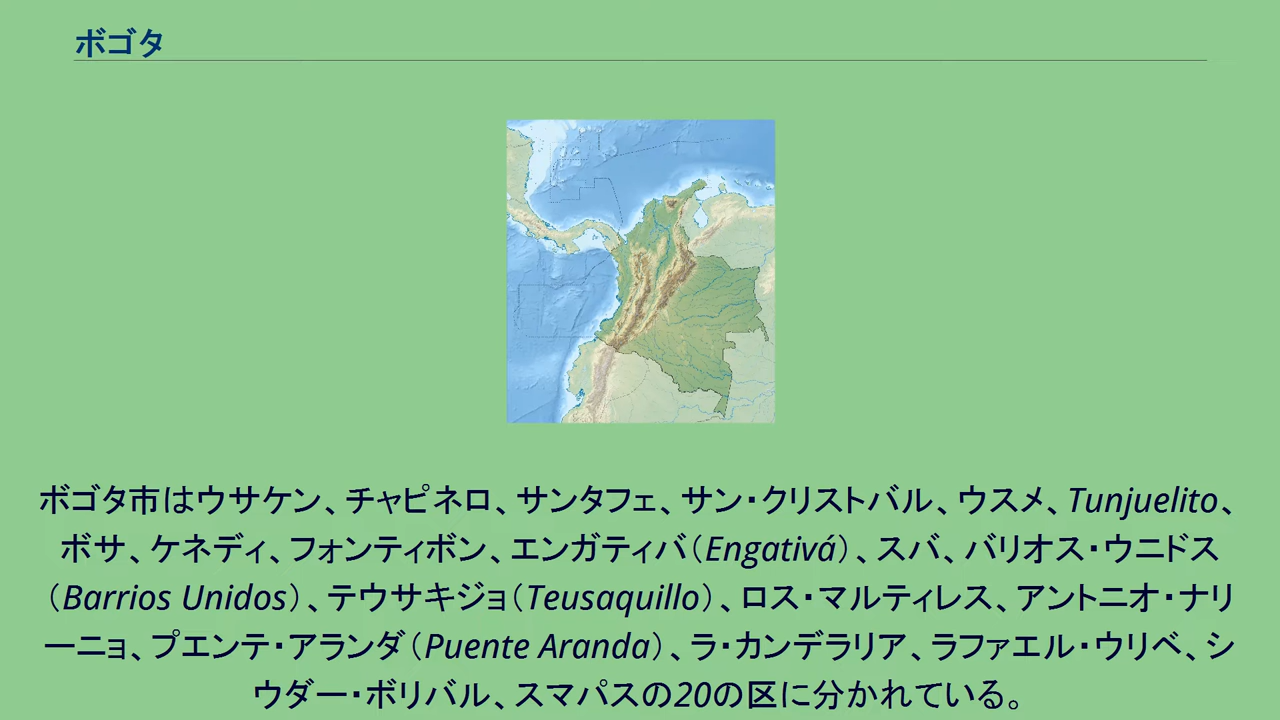 ボゴタ
ボゴタ市はウサケン、チャピネロ、サンタフェ、サン・クリストバル、ウスメ、Tunjuelito、
ボサ、ケネディ、フォンティボン、エンガティバ（Engativá）、スバ、バリオス・ウニドス
（Barrios Unidos）、テウサキジョ（Teusaquillo）、ロス・マルティレス、アントニオ・ナリ
ーニョ、プエンテ・アランダ（Puente Aranda）、ラ・カンデラリア、ラファエル・ウリベ、シ
ウダー・ボリバル、スマパスの20の区に分かれている。